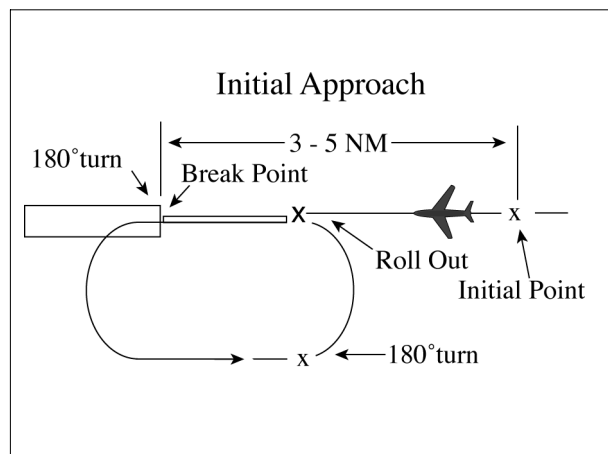 Initial Approach
3 - 5 NM
180°turn
Break Point
x
x
Roll Out
Initial Point
x
180°turn